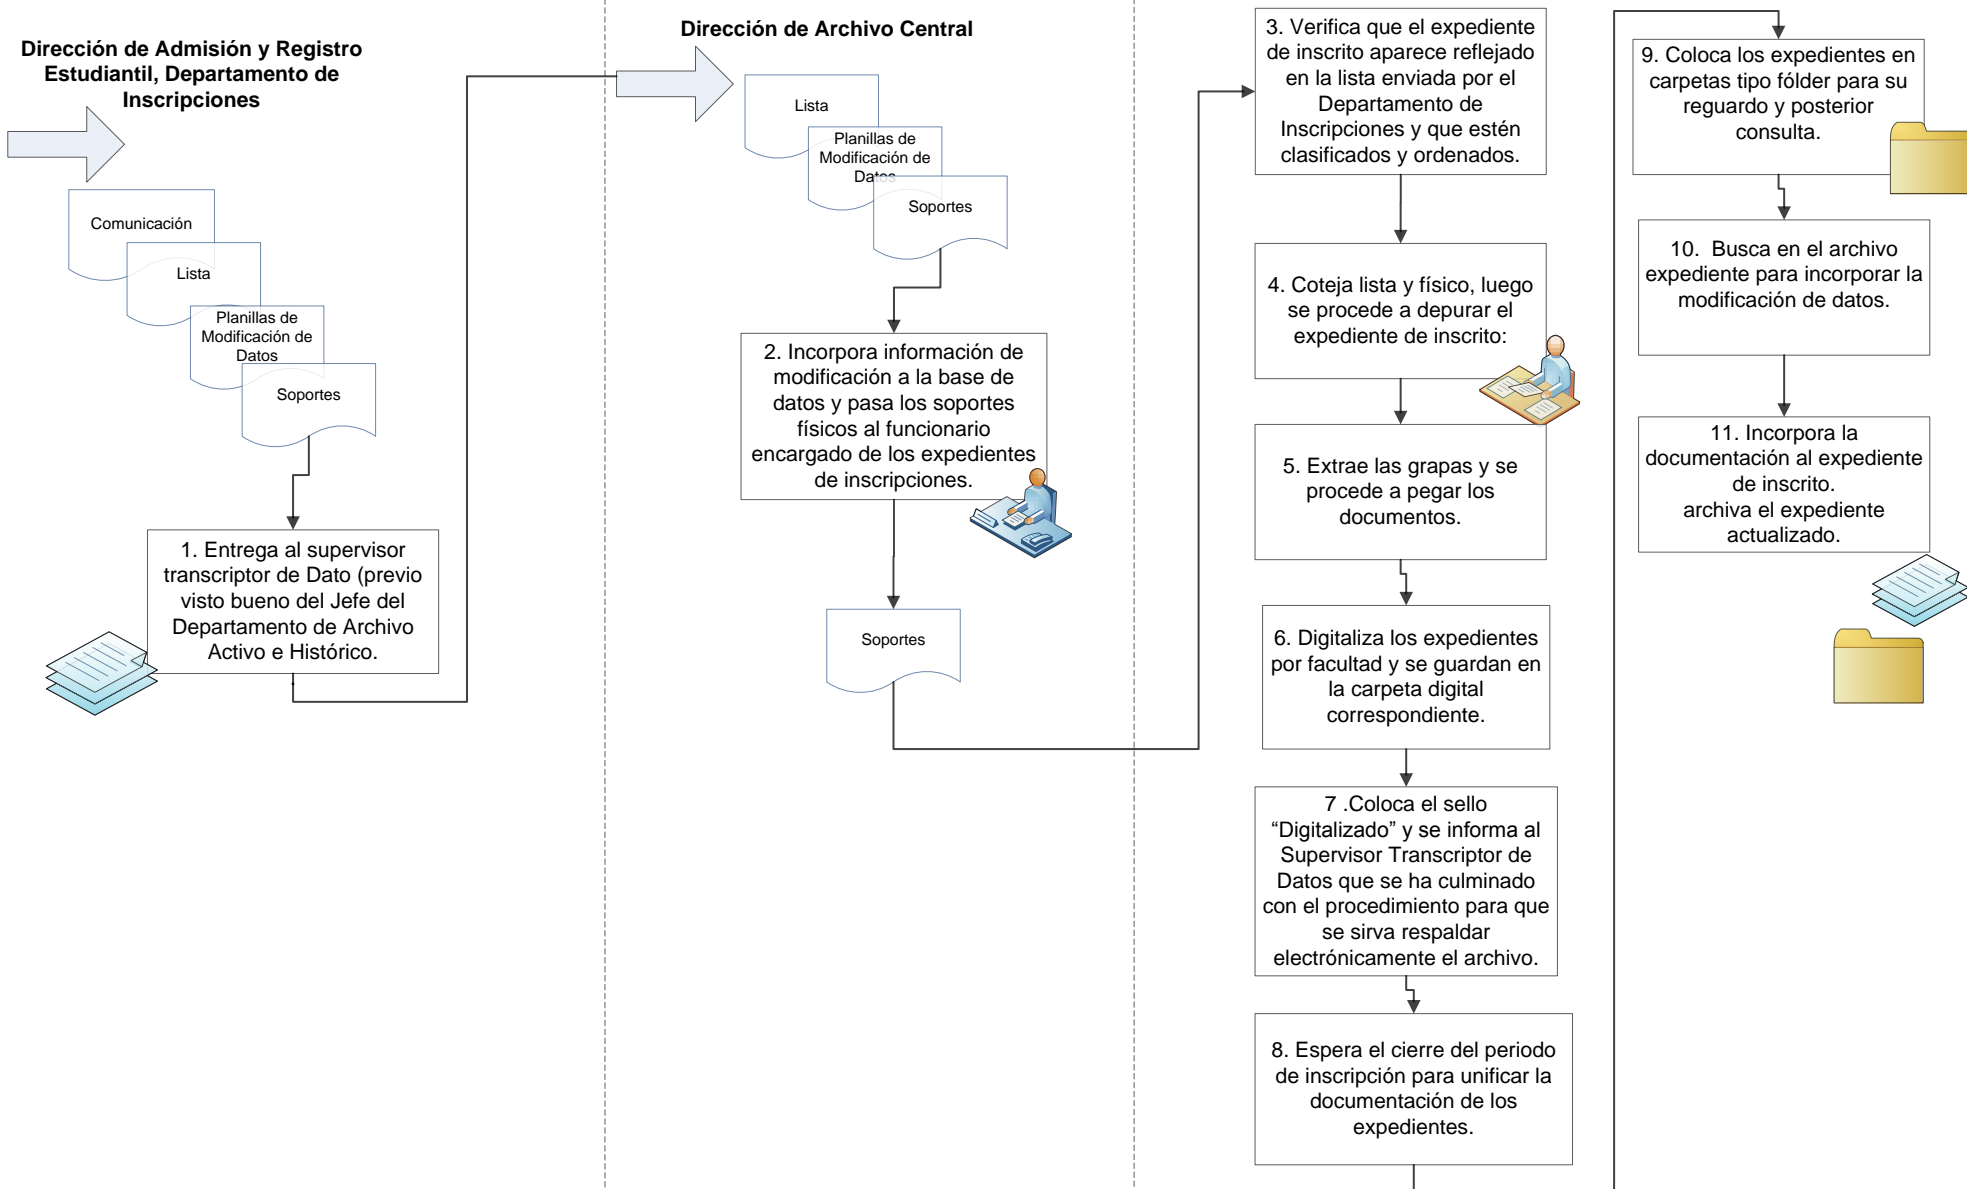 Dirección de Admisión y Registro
Estudiantil, Departamento de
Inscripciones
Comunicación
Lista
Planillas de
Modificación de
Datos
Soportes
1. Entrega al supervisor
transcriptor de Dato (previo
visto bueno del Jefe del
Departamento de Archivo
Activo e Histórico.
Dirección de Archivo Central
Lista
Planillas de
Modificación de
Datos
Soportes
2. Incorpora información de
modificación a la base de
datos y pasa los soportes
físicos al funcionario
encargado de los expedientes
de inscripciones.
Soportes
3. Verifica que el expediente
de inscrito aparece reflejado
en la lista enviada por el
Departamento de
Inscripciones y que estén
clasificados y ordenados.
4. Coteja lista y físico, luego
se procede a depurar el
expediente de inscrito:
5. Extrae las grapas y se
procede a pegar los
documentos.
6. Digitaliza los expedientes
por facultad y se guardan en
la carpeta digital
correspondiente.
7 .Coloca el sello
“Digitalizado” y se informa al
Supervisor Transcriptor de
Datos que se ha culminado
con el procedimiento para que
se sirva respaldar
electrónicamente el archivo.
8. Espera el cierre del periodo
de inscripción para unificar la
documentación de los
expedientes.
9. Coloca los expedientes en
carpetas tipo fólder para su
reguardo y posterior
consulta.
10.  Busca en el archivo
expediente para incorporar la
modificación de datos.
11. Incorpora la
documentación al expediente
de inscrito.
archiva el expediente
actualizado.